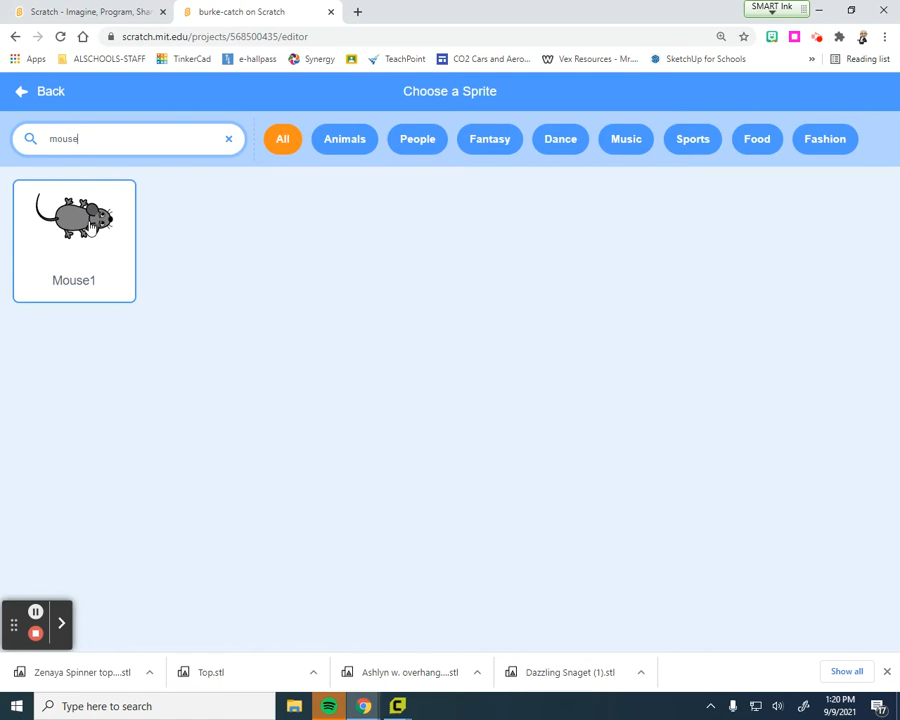 Scratch - Imagine, Program, Sha
burke-catch on Scratch
SMART Ink
scratch.mit.edu/projects/568500435/editor
Apps ALSCHOOLS-STAFF TinkerCad e-hallpass Synergy TeachPoint CO2 Cars and Aero... Vex Resources - Mr.... SketchUp for Schools » Reading list
Back
Choose a Sprite
mouse
All Animals People Fantasy Dance Music Sports Food Fashion
Mouse1
Zenaya Spinner top....stl Top.stl Ashlyn w. overhang....stl Dazzling Snaget (1).stl Show all
Type here to search
1:20 PM
9/9/2021
17